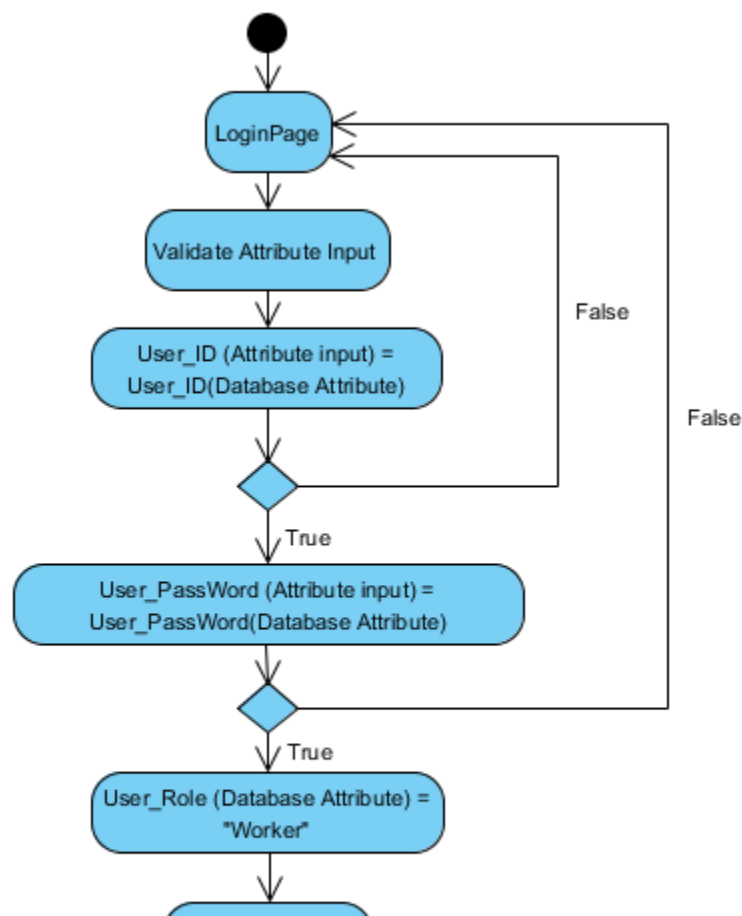 LoginPage
Validate Attribute Input
False
User_ID (Attribute input) =
User_ID(Database Attribute)
False
True
User_PassWord (Attribute input) =
User_PassWord(Database Attribute)
True
User_Role (Database Attribute) =
"Worker"